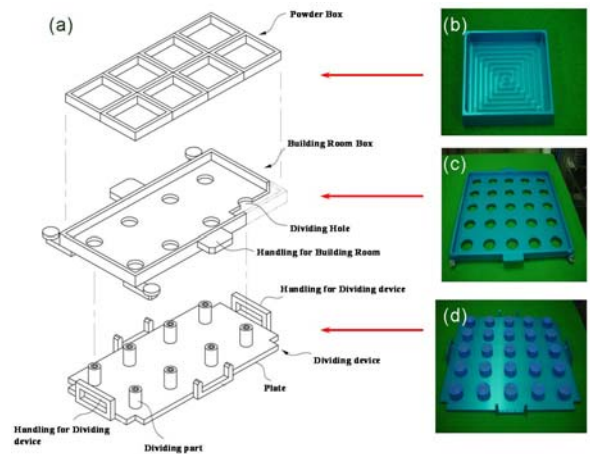 (a)
Powder Box
(b)
Building Room Box
(c)
Dividing Hole
Handling for Building Room
Handling for Dividing device
(d)
Dividing device
Plate
Handling for Dividing
device
Dividing part